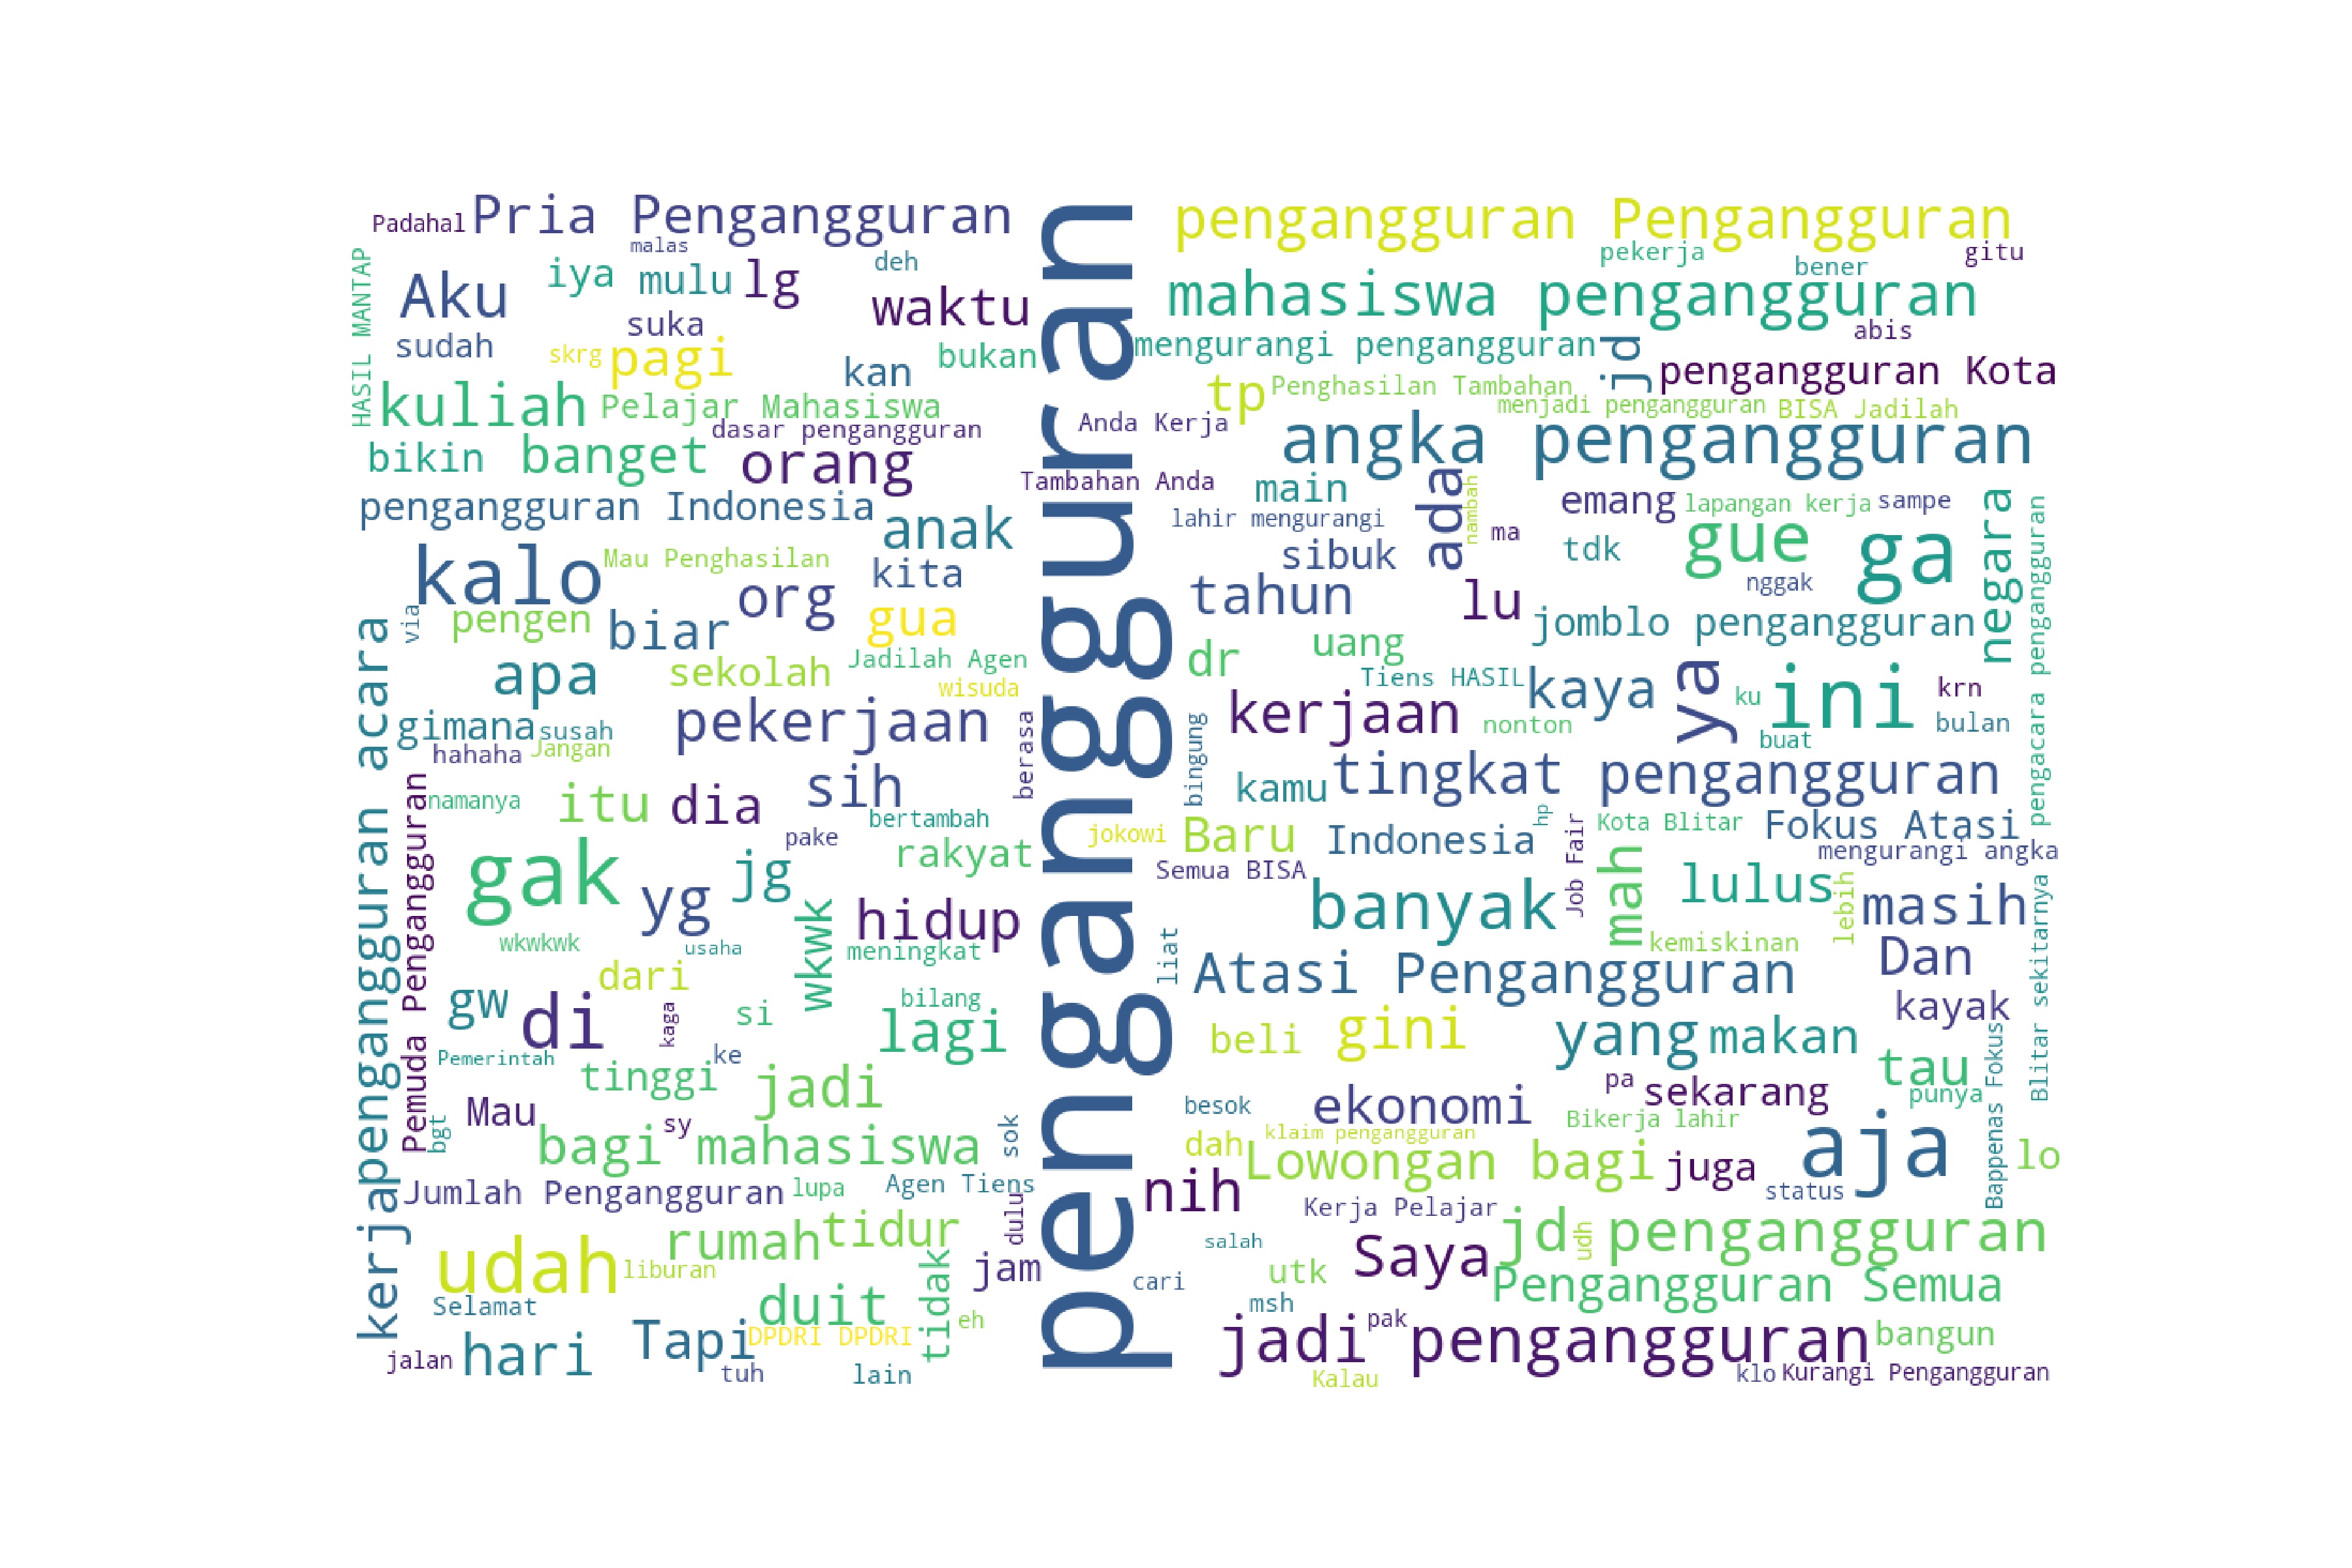 Padahal
Pria Pengangguran
malas
HASIL MANTAP
Aku
iya
mulu
lg
deh
waktu
sudah
suka
skrg
pagi
kan
bukan
kuliah
Pelajar Mahasiswa
dasar pengangguran
bikin
banget
orang
pengangguran Indonesia
anak
kalo
Mau Penghasilan
org
kita
via
pengen
biar
gua
apa
sekolah
Jadilah Agen
wisuda
gimana
susah
pekerjaan
berasa
hahaha
Jangan
sih
namanya
itu
dia
bertambah
pake
rakyat
pengangguran acara
Pemuda Pengangguran
gak
yg
jg
wkwk
hidup
wkwkwk
usaha
meningkat
dari
gw
di
kaga
si
bilang
lagi
Pemerintah
ke
tinggi
jadi
Mau
bgt
sy
sok
bagi mahasiswa
kerja
Jumlah Pengangguran
lupa
Agen Tiens
dulu
udah
liburan
rumah
tidur
tidak
jam
Selamat
duit
eh
hari
Tapi
DPDRI DPDRI
jalan
tuh
lain
pengangguran
pengangguran Pengangguran
pekerja
bener
gitu
mahasiswa pengangguran
abis
mengurangi pengangguran
jd
pengangguran Kota
tp
Penghasilan Tambahan
menjadi pengangguran
BISA Jadilah
Anda Kerja
angka pengangguran
Tambahan Anda
main
ada
nambah
emang
lapangan kerja
sampe
negara
pengacara pengangguran
lahir mengurangi
ma
sibuk
tdk
gue
ga
nggak
tahun
lu
jomblo pengangguran
dr
uang
Tiens HASIL
kaya
ya
ku
ini
krn
bulan
kerjaan
nonton
buat
bingung
kamu
tingkat pengangguran
hp
jokowi
Baru
Indonesia
Job Fair
Kota Blitar
Fokus Atasi
mengurangi angka
Semua BISA
banyak
mah
lulus
lebih
masih
Blitar sekitarnya
liat
kemiskinan
Dan
Atasi Pengangguran
kayak
beli
gini
yang
makan
Bappenas Fokus
tau
pa
sekarang
punya
besok
ekonomi
Bikerja lahir
aja
dah
klaim pengangguran
Lowongan bagi
juga
status
lo
nih
Kerja Pelajar
salah
Saya
jd pengangguran
udh
cari
utk
Pengangguran Semua
msh
jadi pengangguran
pak
bangun
Kalau
klo
Kurangi Pengangguran